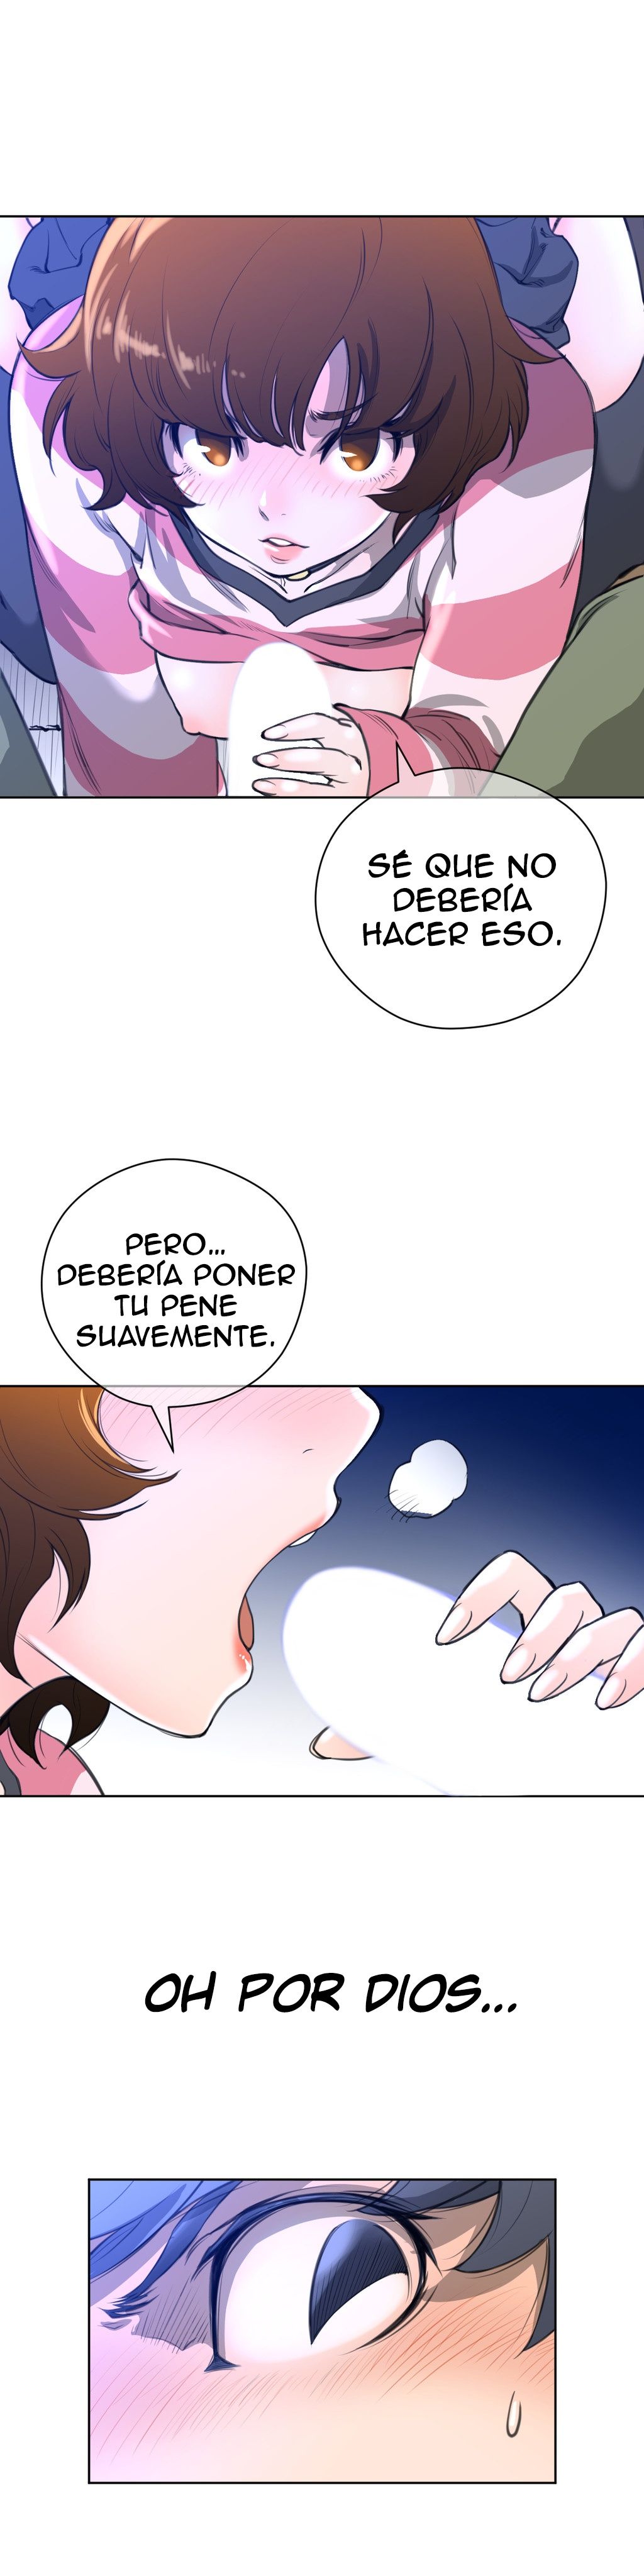 SÉ QUE NO
DEBERÍA
HACER ESO.
PERO...
DEBERÍA PONER
TU PENE
SUAVEMENTE.
OH POR DIOS...